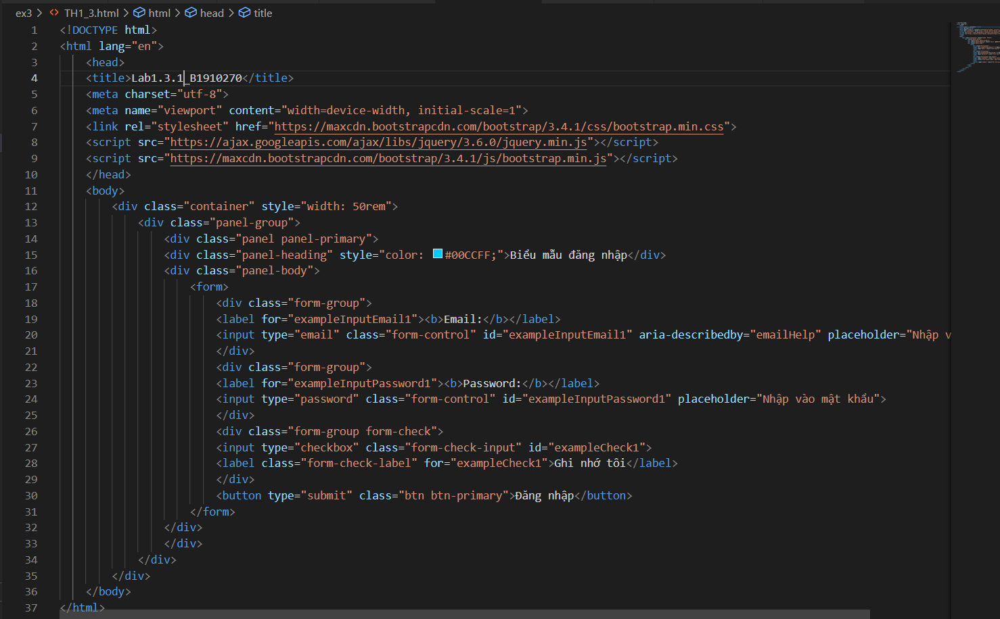 ex3 > <> TH1_3.html > html > head > title
1 <!DOCTYPE html>
2 <html lang="en">
3 <head>
4 <title>Lab1.3.1_B1910270</title>
5 <meta charset="utf-8">
6 <meta name="viewport" content="width=device-width, initial-scale=1">
7 <link rel="stylesheet" href="https://maxcdn.bootstrapcdn.com/bootstrap/3.4.1/css/bootstrap.min.css">
8 <script src="https://ajax.googleapis.com/ajax/libs/jquery/3.6.0/jquery.min.js"></script>
9 <script src="https://maxcdn.bootstrapcdn.com/bootstrap/3.4.1/js/bootstrap.min.js"></script>
10 </head>
11 <body>
12 <div class="container" style="width: 50rem">
13 <div class="panel-group">
14 <div class="panel panel-primary">
15 <div class="panel-heading" style="color: #00CCFF;">Biểu mẫu đăng nhập</div>
16 <div class="panel-body">
17 <form>
18 <div class="form-group">
19 <label for="exampleInputEmail1"><b>Email:</b></label>
20 <input type="email" class="form-control" id="exampleInputEmail1" aria-describedby="emailHelp" placeholder="Nhập v
21 </div>
22 <div class="form-group">
23 <label for="exampleInputPassword1"><b>Password:</b></label>
24 <input type="password" class="form-control" id="exampleInputPassword1" placeholder="Nhập vào mật khẩu">
25 </div>
26 <div class="form-group form-check">
27 <input type="checkbox" class="form-check-input" id="exampleCheck1">
28 <label class="form-check-label" for="exampleCheck1">Ghi nhớ tôi</label>
29 </div>
30 <button type="submit" class="btn btn-primary">Đăng nhập</button>
31 </form>
32 </div>
33 </div>
34 </div>
35 </div>
36 </body>
37 </html>